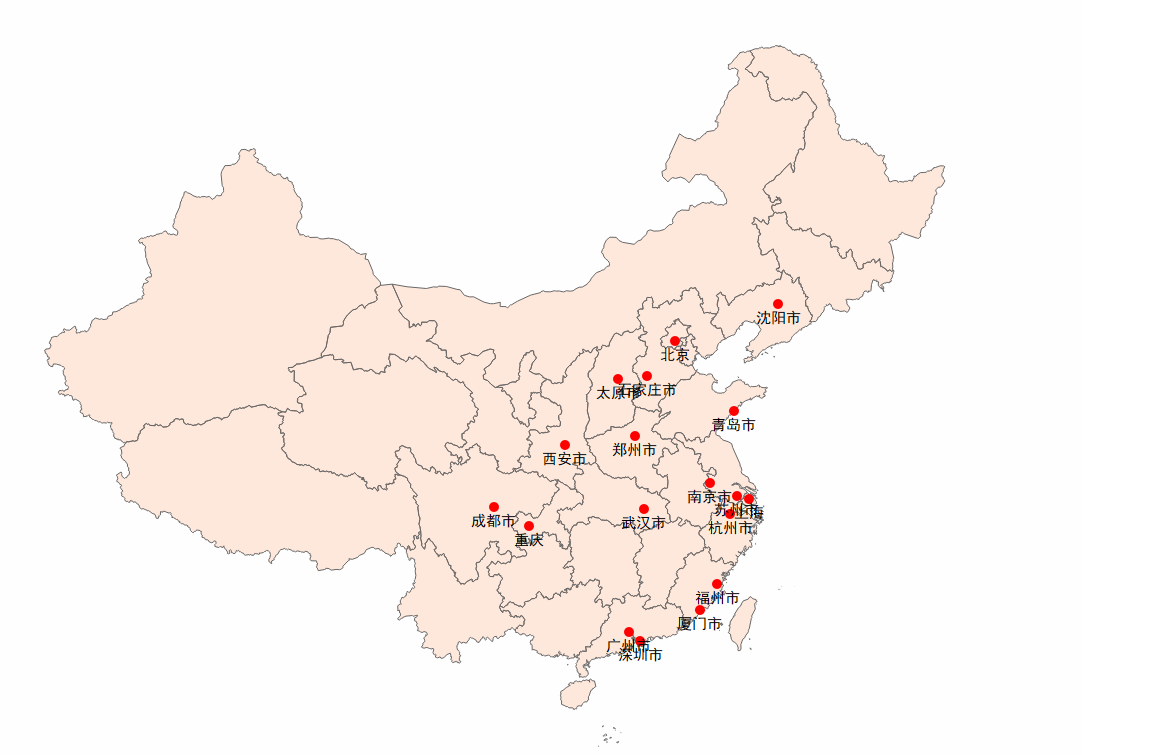 沈阳市
北京
太原市
石家庄市
青岛市
郑州市
西安市
南京市
苏州市
上海
成都市
武汉市
杭州市
重庆
福州市
厦门市
广州市
深圳市